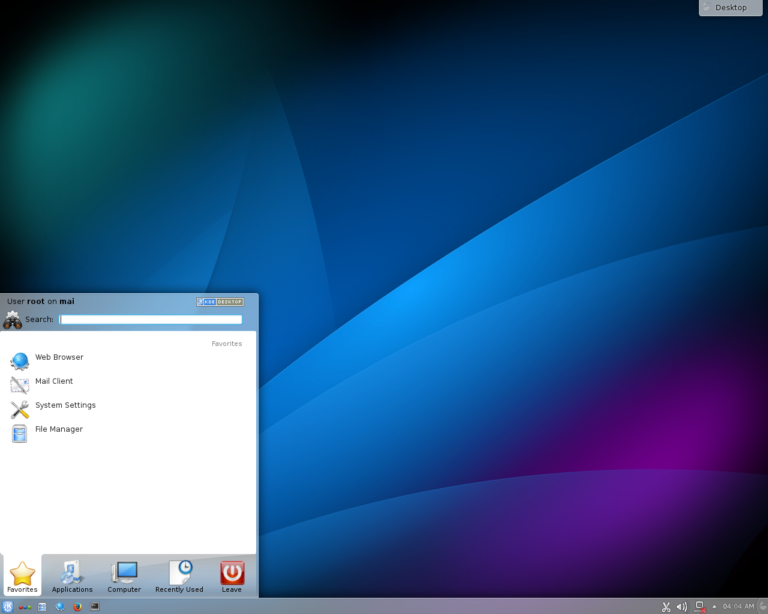 Desktop
User root on mai
KDE DESKTOP
Search:
Favorites
Web Browser
Mail Client
System Settings
File Manager
Favorites Applications Computer Recently Used Leave
04:04 AM